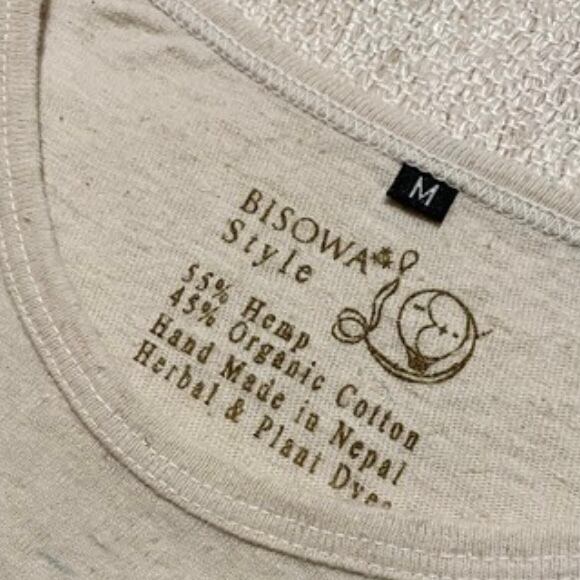 M
BISOWA
Style
55% Hemp
45% Organic Cotton
Hand Made in Nepal
Herbal & Plant Dyes